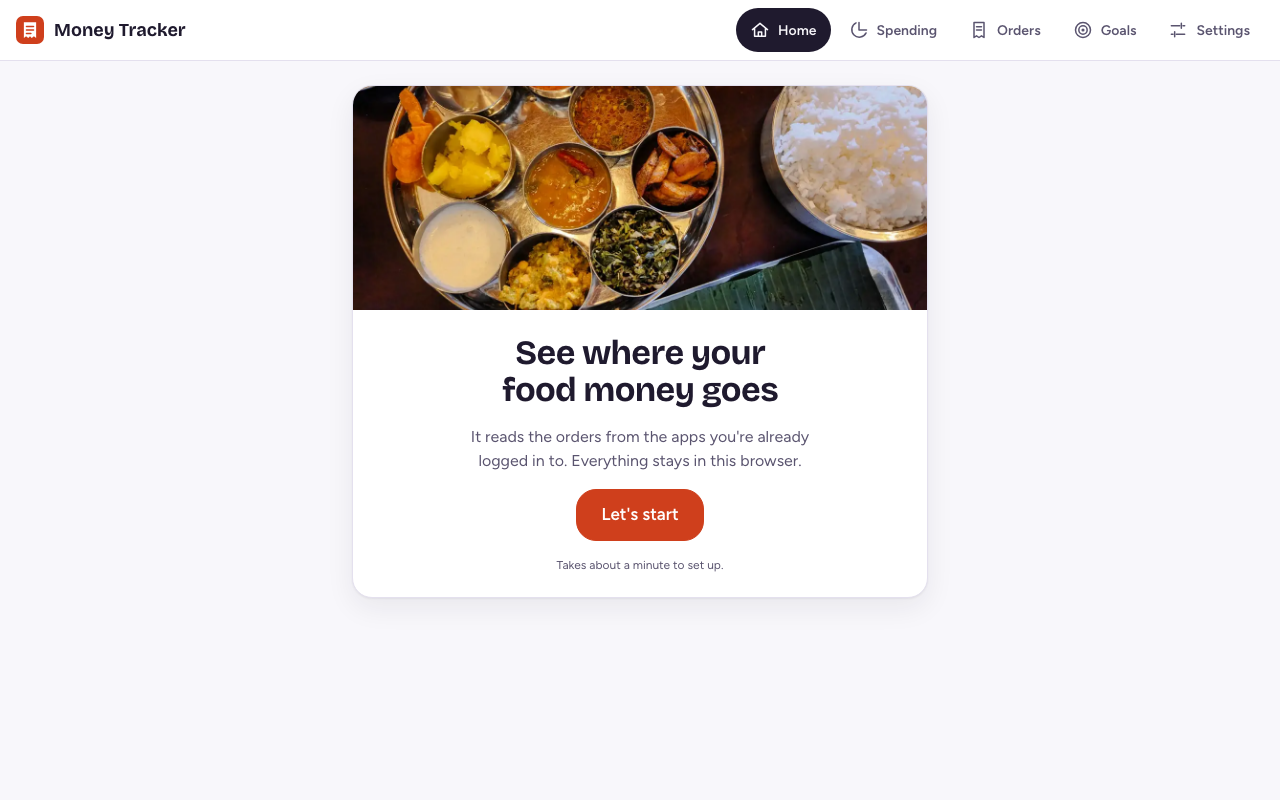 Money Tracker
Home
Spending
Orders
Goals
Settings
See where your
food money goes
It reads the orders from the apps you're already
logged in to. Everything stays in this browser.
Let's start
Takes about a minute to set up.